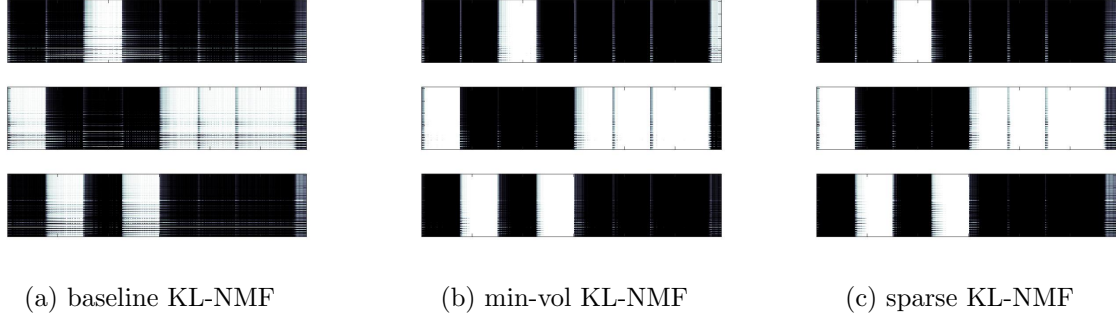 (a) baseline KL-NMF
(b) min-vol KL-NMF
(c) sparse KL-NMF